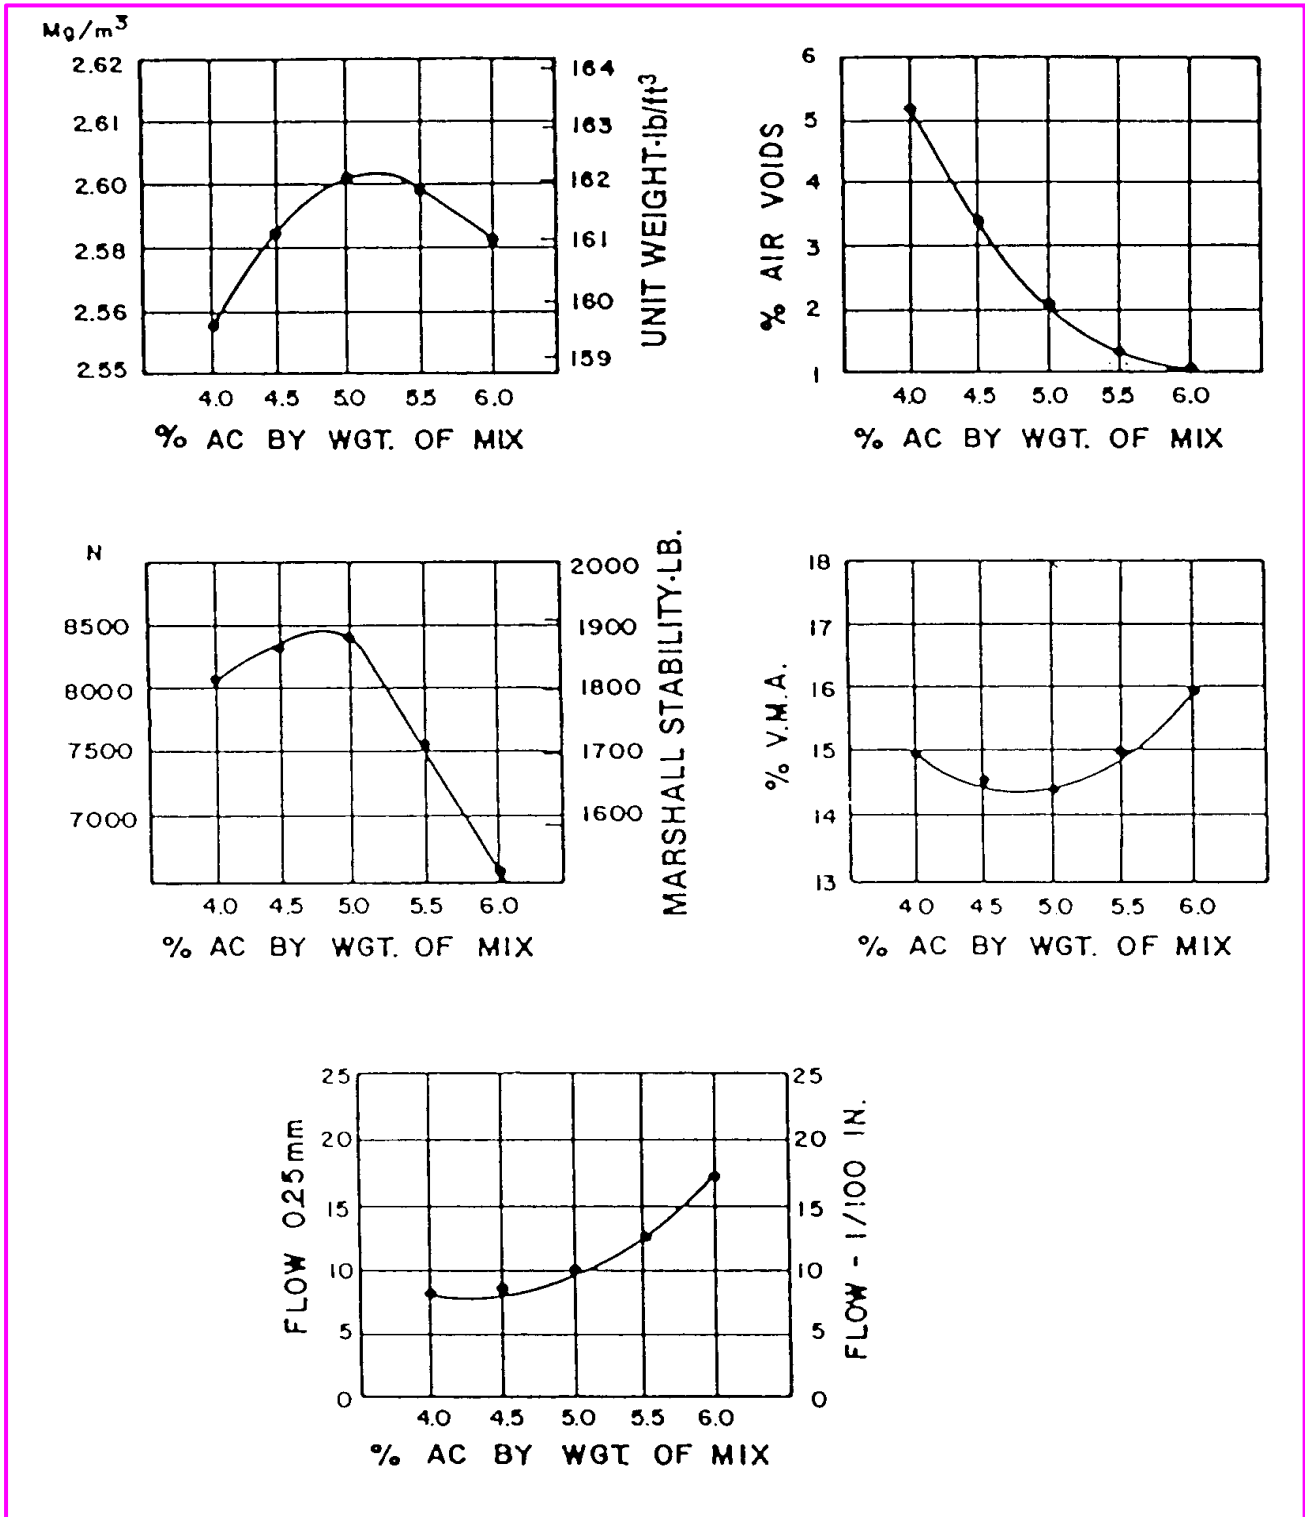 Mg/m³
2.62
2.61
2.60
2.58
2.56
2.55
164
163
162
161
160
159
UNIT WEIGHT·lb/ft³
4.0 4.5 5.0 5.5 6.0
% AC BY WGT. OF MIX
6
5
4
3
2
1
% AIR VOIDS
4.0 4.5 5.0 5.5 6.0
% AC BY WGT. OF MIX
N
8500
8000
7500
7000
2000
1900
1800
1700
1600
MARSHALL STABILITY·LB.
4.0 4.5 5.0 5.5 6.0
% AC BY WGT. OF MIX
18
17
16
15
14
13
% V.M.A.
4 0 4 5 5.0 5.5 6.0
% AC BY WGT. OF MIX
25
20
15
10
5
0
FLOW 0.25mm
25
20
15
10
5
0
FLOW - 1/100 IN.
4.0 4.5 5.0 5.5 6.0
% AC BY WGT. OF MIX